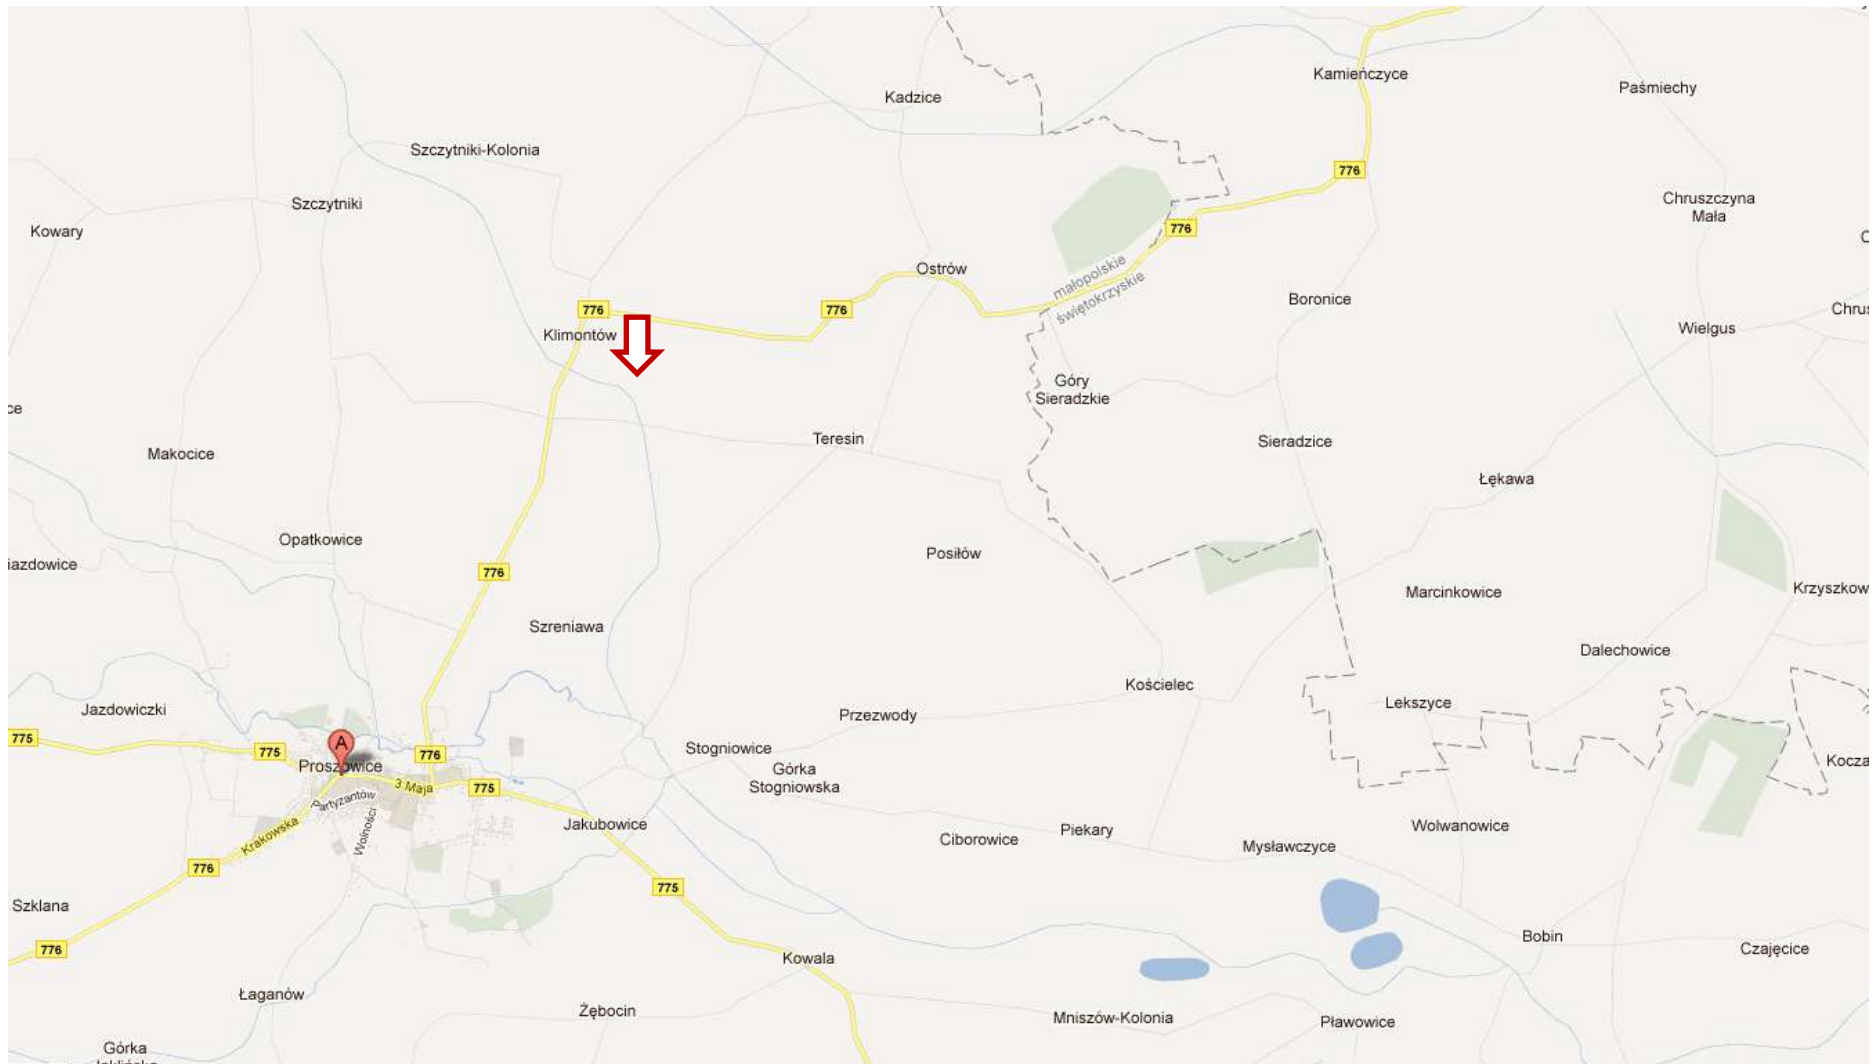 Kamieńczyce
Paśmiechy
Kadzice
Szczytniki-Kolonia
776
Szczytniki
Chruszczyna
Mała
Kowary
776
małopolskie
świętokrzyskie
Ostrów
Boronice
776
776
Klimontów
Wielgus
Góry
Sieradzkie
Teresin
Sieradzice
Makocice
Łękawa
Opatkowice
Posiłów
iazdowice
776
Marcinkowice
Krzyszkow
Szreniawa
Dalechowice
Kościelec
Jazdowiczki
Lekszyce
Przezwody
775
775
A
776
Stogniowice
Proszowice
Kocza
Górka
Stogniowska
3 Maja
775
Partyzantów
Wolności
Krakowska
Jakubowice
Ciborowice
Piekary
Wolwanowice
Mysławczyce
776
775
Szklana
776
Bobin
Czajęcice
Kowala
Łaganów
Żębocin
Mniszów-Kolonia
Pławowice
Górka